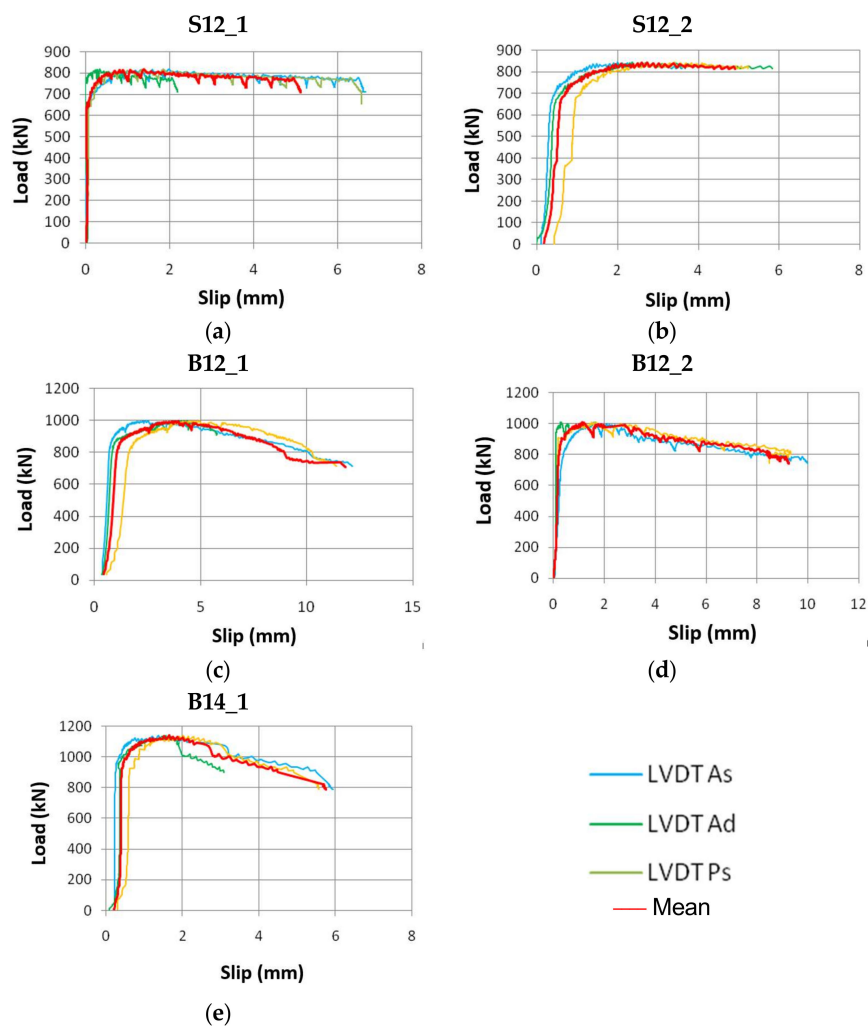 S12_1
900
800
700
600
500
400
300
200
100
0
Load (kN)
0 2 4 6 8
Slip (mm)
(a)
S12_2
900
800
700
600
500
400
300
200
100
0
Load (kN)
0 2 4 6 8
Slip (mm)
(b)
B12_1
1200
1000
800
600
400
200
0
Load (kN)
0 5 10 15
Slip (mm)
(c)
B12_2
1200
1000
800
600
400
200
0
Load (kN)
0 2 4 6 8 10 12
Slip (mm)
(d)
B14_1
1200
1000
800
600
400
200
0
Load (kN)
0 2 4 6 8
Slip (mm)
(e)
LVDT As
LVDT Ad
LVDT Ps
Mean